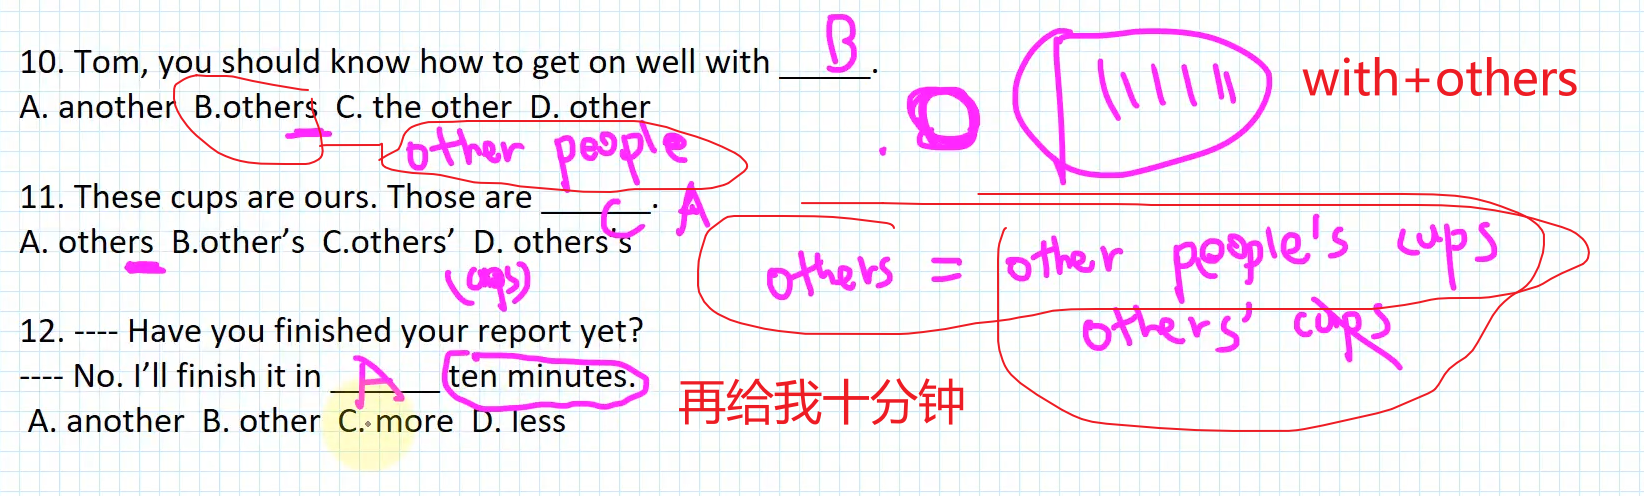 10. Tom, you should know how to get on well with ______.
B
with+others
A. another B.others C. the other D. other
other people
11. These cups are ours. Those are _______.
C A
A. others B.other’s C.others’ D. others’s
(cups)
others = other people's cups
others' cups
12. ---- Have you finished your report yet?
---- No. I’ll finish it in _______ ten minutes.
A
再给我十分钟
A. another B. other C. more D. less